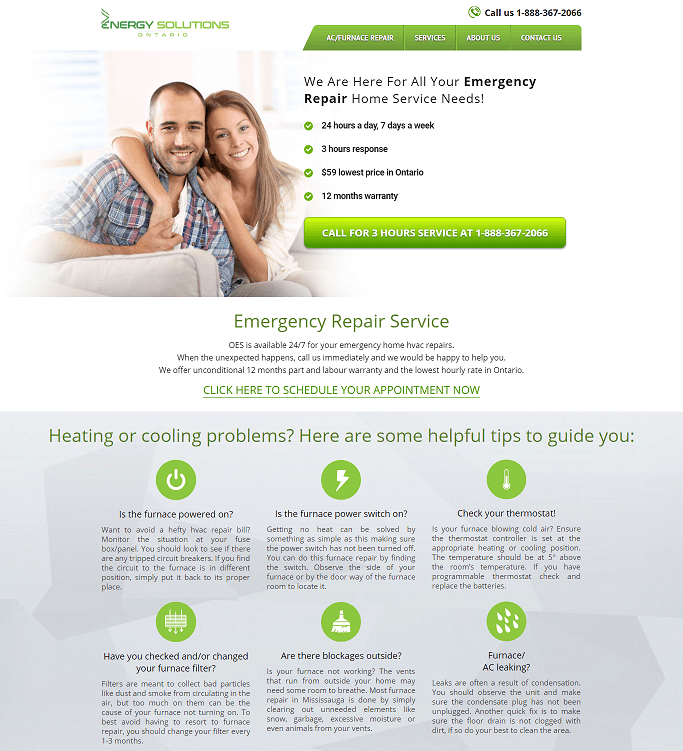 ENERGY SOLUTIONS
ONTARIO
Call us 1-888-367-2066
AC/FURNACE REPAIR
SERVICES
ABOUT US
CONTACT US
We Are Here For All Your Emergency
Repair Home Service Needs!
24 hours a day, 7 days a week
3 hours response
$59 lowest price in Ontario
12 months warranty
CALL FOR 3 HOURS SERVICE AT 1-888-367-2066
Emergency Repair Service
OES is available 24/7 for your emergency home hvac repairs.
When the unexpected happens, call us immediately and we would be happy to help you.
We offer unconditional 12 months part and labour warranty and the lowest hourly rate in Ontario.
CLICK HERE TO SCHEDULE YOUR APPOINTMENT NOW
Heating or cooling problems? Here are some helpful tips to guide you:
Is the furnace powered on?
Want to avoid a hefty hvac repair bill?
Monitor the situation at your fuse
box/panel. You should look to see if there
are any tripped circuit breakers. If you find
the circuit to the furnace is in different
position, simply put it back to its proper
place.
Is the furnace power switch on?
Getting no heat can be solved by
something as simple as this making sure
the power switch has not been turned off.
You can do this furnace repair by finding
the switch. Observe the side of your
furnace or by the door way of the furnace
room to locate it.
Check your thermostat!
Is your furnace blowing cold air? Ensure
the thermostat controller is set at the
appropriate heating or cooling position.
The temperature should be at 5° above
the room's temperature. If you have
programmable thermostat check and
replace the batteries.
Have you checked and/or changed
your furnace filter?
Filters are meant to collect bad particles
like dust and smoke from circulating in the
air, but too much on them can be the
cause of your furnace not turning on. To
best avoid having to resort to furnace
repair, you should change your filter every
1-3 months.
Are there blockages outside?
Is your furnace not working? The vents
that run from outside your home may
need some room to breathe. Most furnace
repair in Mississauga is done by simply
clearing out unneeded elements like
snow, garbage, excessive moisture or
even animals from your vents.
Furnace/
AC leaking?
Leaks are often a result of condensation.
You should observe the unit and make
sure the condensate plug has not been
unplugged. Another quick fix is to make
sure the floor drain is not clogged with
dirt, if so do your best to clean the area.